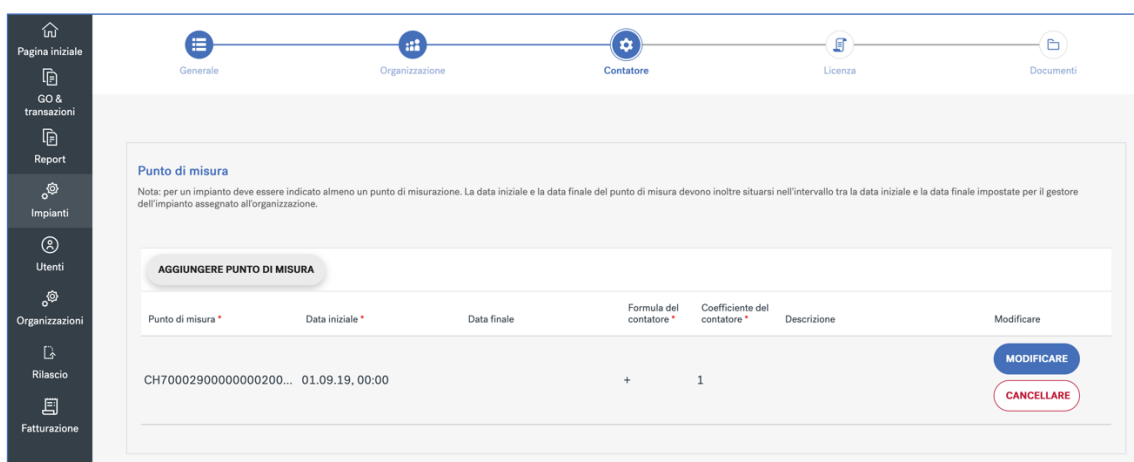 Pagina iniziale
GO &
transazioni
Report
Impianti
Utenti
Organizzazioni
Rilascio
Fatturazione
Generale
Organizzazione
Contatore
Licenza
Documenti
Punto di misura
Nota: per un impianto deve essere indicato almeno un punto di misurazione. La data iniziale e la data finale del punto di misura devono inoltre situarsi nell'intervallo tra la data iniziale e la data finale impostate per il gestore
dell'impianto assegnato all'organizzazione.
AGGIUNGERE PUNTO DI MISURA
Punto di misura *
Data iniziale *
Data finale
Formula del
contatore *
Coefficiente del
contatore *
Descrizione
Modificare
CH70002900000000200...
01.09.19, 00:00
+
1
MODIFICARE
CANCELLARE